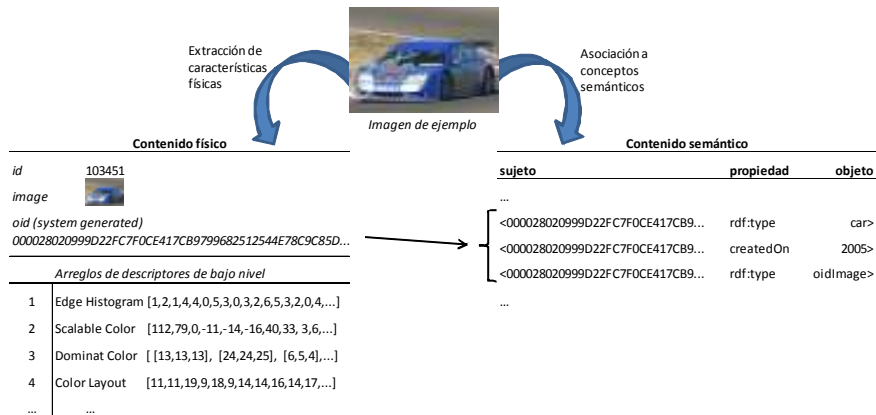 Extracción de
características
físicas
Asociación a
conceptos
semánticos
Imagen de ejemplo
Contenido físico
id 103451
image
oid (system generated)
000028020999D22FC7F0CE417CB9799682512544E78C9C85D...
Arreglos de descriptores de bajo nivel
1 Edge Histogram [1,2,1,4,4,0,5,3,0,3,2,6,5,3,2,0,4,...]
2 Scalable Color [112,79,0,-11,-14,-16,40,33, 3,6,...]
3 Dominat Color [ [13,13,13], [24,24,25], [6,5,4],...]
4 Color Layout [11,11,19,9,18,9,14,14,16,14,17,...]
... ...
Contenido semántico
sujeto propiedad objeto
...
<000028020999D22FC7F0CE417CB9... rdf:type car>
<000028020999D22FC7F0CE417CB9... createdOn 2005>
<000028020999D22FC7F0CE417CB9... rdf:type oidImage>
...